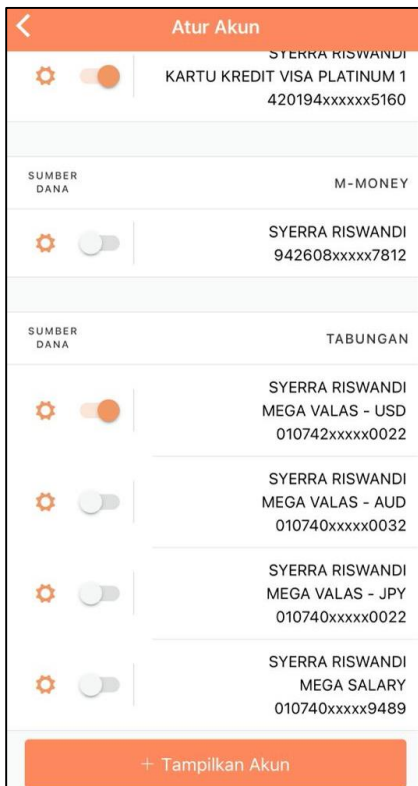 Atur Akun
SYERRA RISWANDI
KARTU KREDIT VISA PLATINUM 1
420194xxxxxx5160
SUMBER
DANA
M-MONEY
SYERRA RISWANDI
942608xxxxx7812
SUMBER
DANA
TABUNGAN
SYERRA RISWANDI
MEGA VALAS - USD
010742xxxxx0022
SYERRA RISWANDI
MEGA VALAS - AUD
010740xxxxx0032
SYERRA RISWANDI
MEGA VALAS - JPY
010740xxxxx0022
SYERRA RISWANDI
MEGA SALARY
010740xxxxx9489
+ Tampilkan Akun